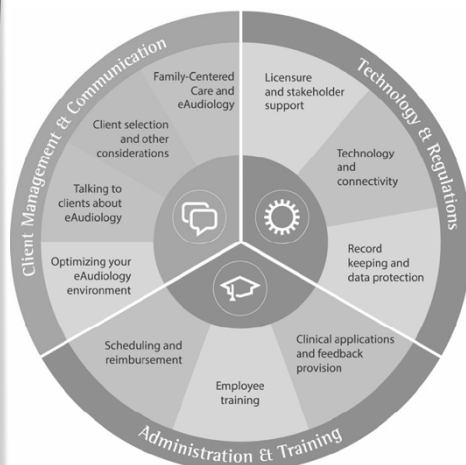 Client Management & Communication
Family-Centered
Care and
eAudiology
Client selection
and other
considerations
Talking to
clients about
eAudiology
Optimizing your
eAudiology
environment
Technology & Regulations
Licensure
and stakeholder
support
Technology
and
connectivity
Record
keeping and
data protection
Clinical applications
and feedback
provision
Employee
training
Scheduling and
reimbursement
Administration & Training